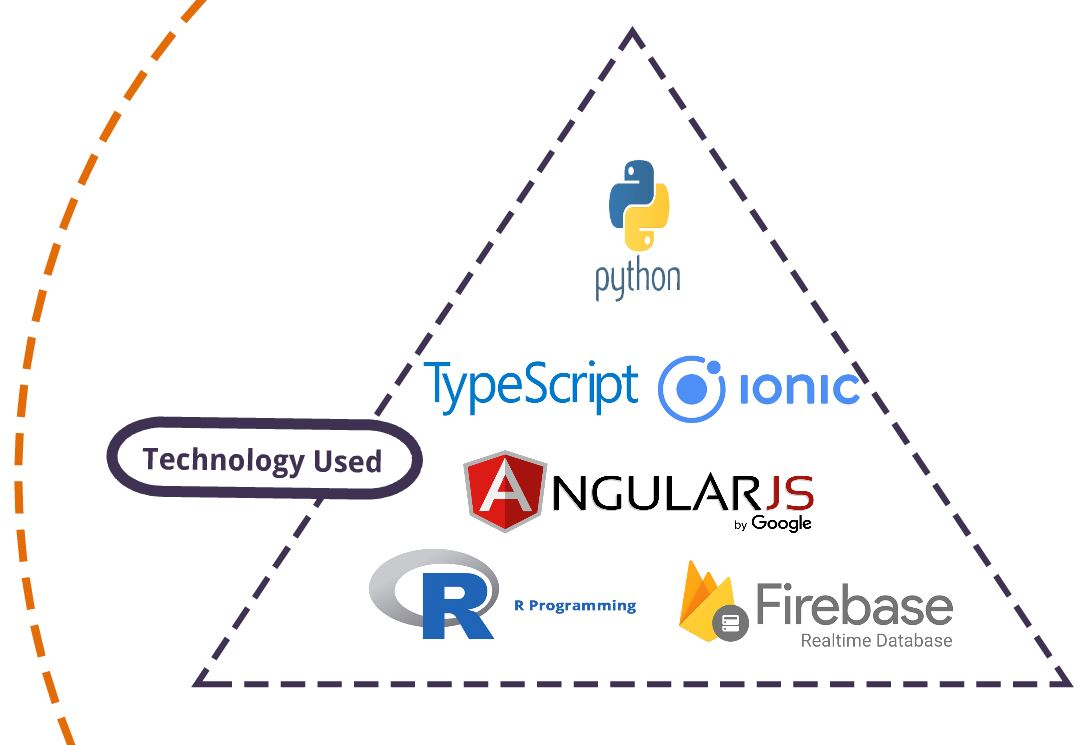 python
TypeScript ionic
Technology Used
ANGULARJS
by Google
R R Programming
Firebase
Realtime Database